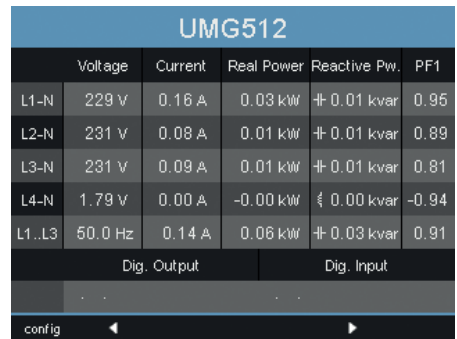 UMG512
Voltage Current Real Power Reactive Pw. PF1
L1-N 229 V 0.16 A 0.03 kW 0.01 kvar 0.95
L2-N 231 V 0.08 A 0.01 kW 0.01 kvar 0.89
L3-N 231 V 0.09 A 0.01 kW 0.01 kvar 0.81
L4-N 1.79 V 0.00 A -0.00 kW 0.00 kvar -0.94
L1..L3 50.0 Hz 0.14 A 0.06 kW 0.03 kvar 0.91
Dig. Output Dig. Input
config